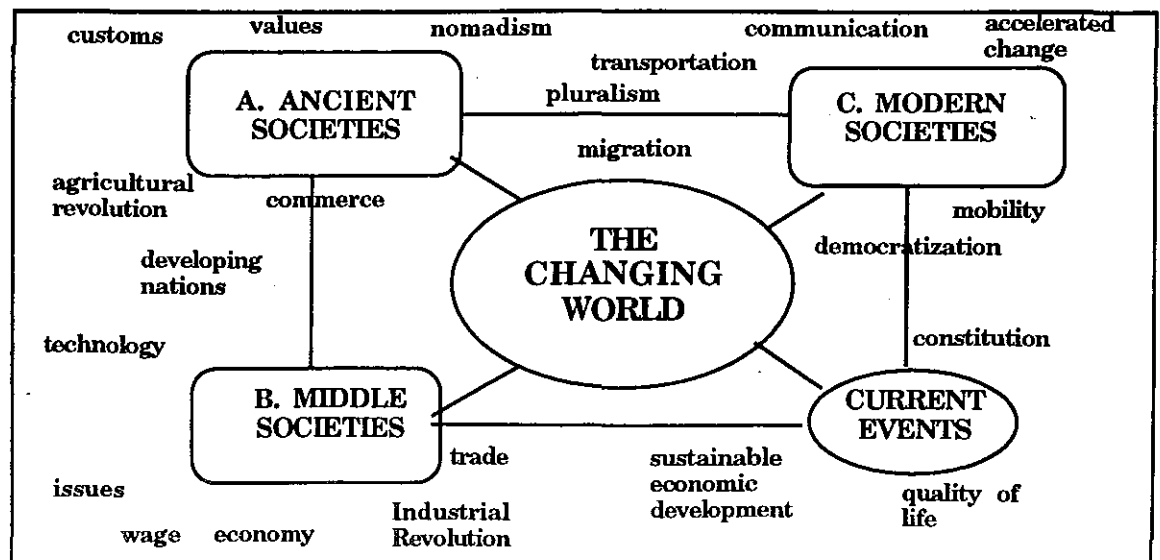 customs
values
nomadism
communication
accelerated
change
transportation
A. ANCIENT
SOCIETIES
pluralism
C. MODERN
SOCIETIES
migration
agricultural
revolution
commerce
mobility
THE
CHANGING
WORLD
democratization
developing
nations
technology
constitution
B. MIDDLE
SOCIETIES
CURRENT
EVENTS
trade
sustainable
economic
development
issues
quality of
life
wage economy
Industrial
Revolution